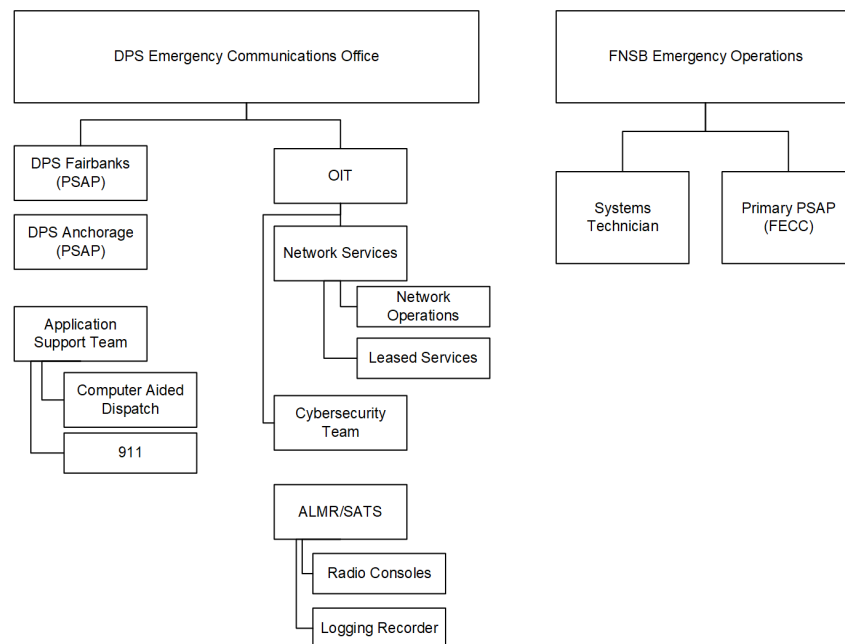 DPS Emergency Communications Office
FNSB Emergency Operations
DPS Fairbanks
(PSAP)
OIT
DPS Anchorage
(PSAP)
Systems
Technician
Primary PSAP
(FECC)
Network Services
Network
Operations
Leased Services
Application
Support Team
Computer Aided
Dispatch
911
Cybersecurity
Team
ALMR/SATS
Radio Consoles
Logging Recorder